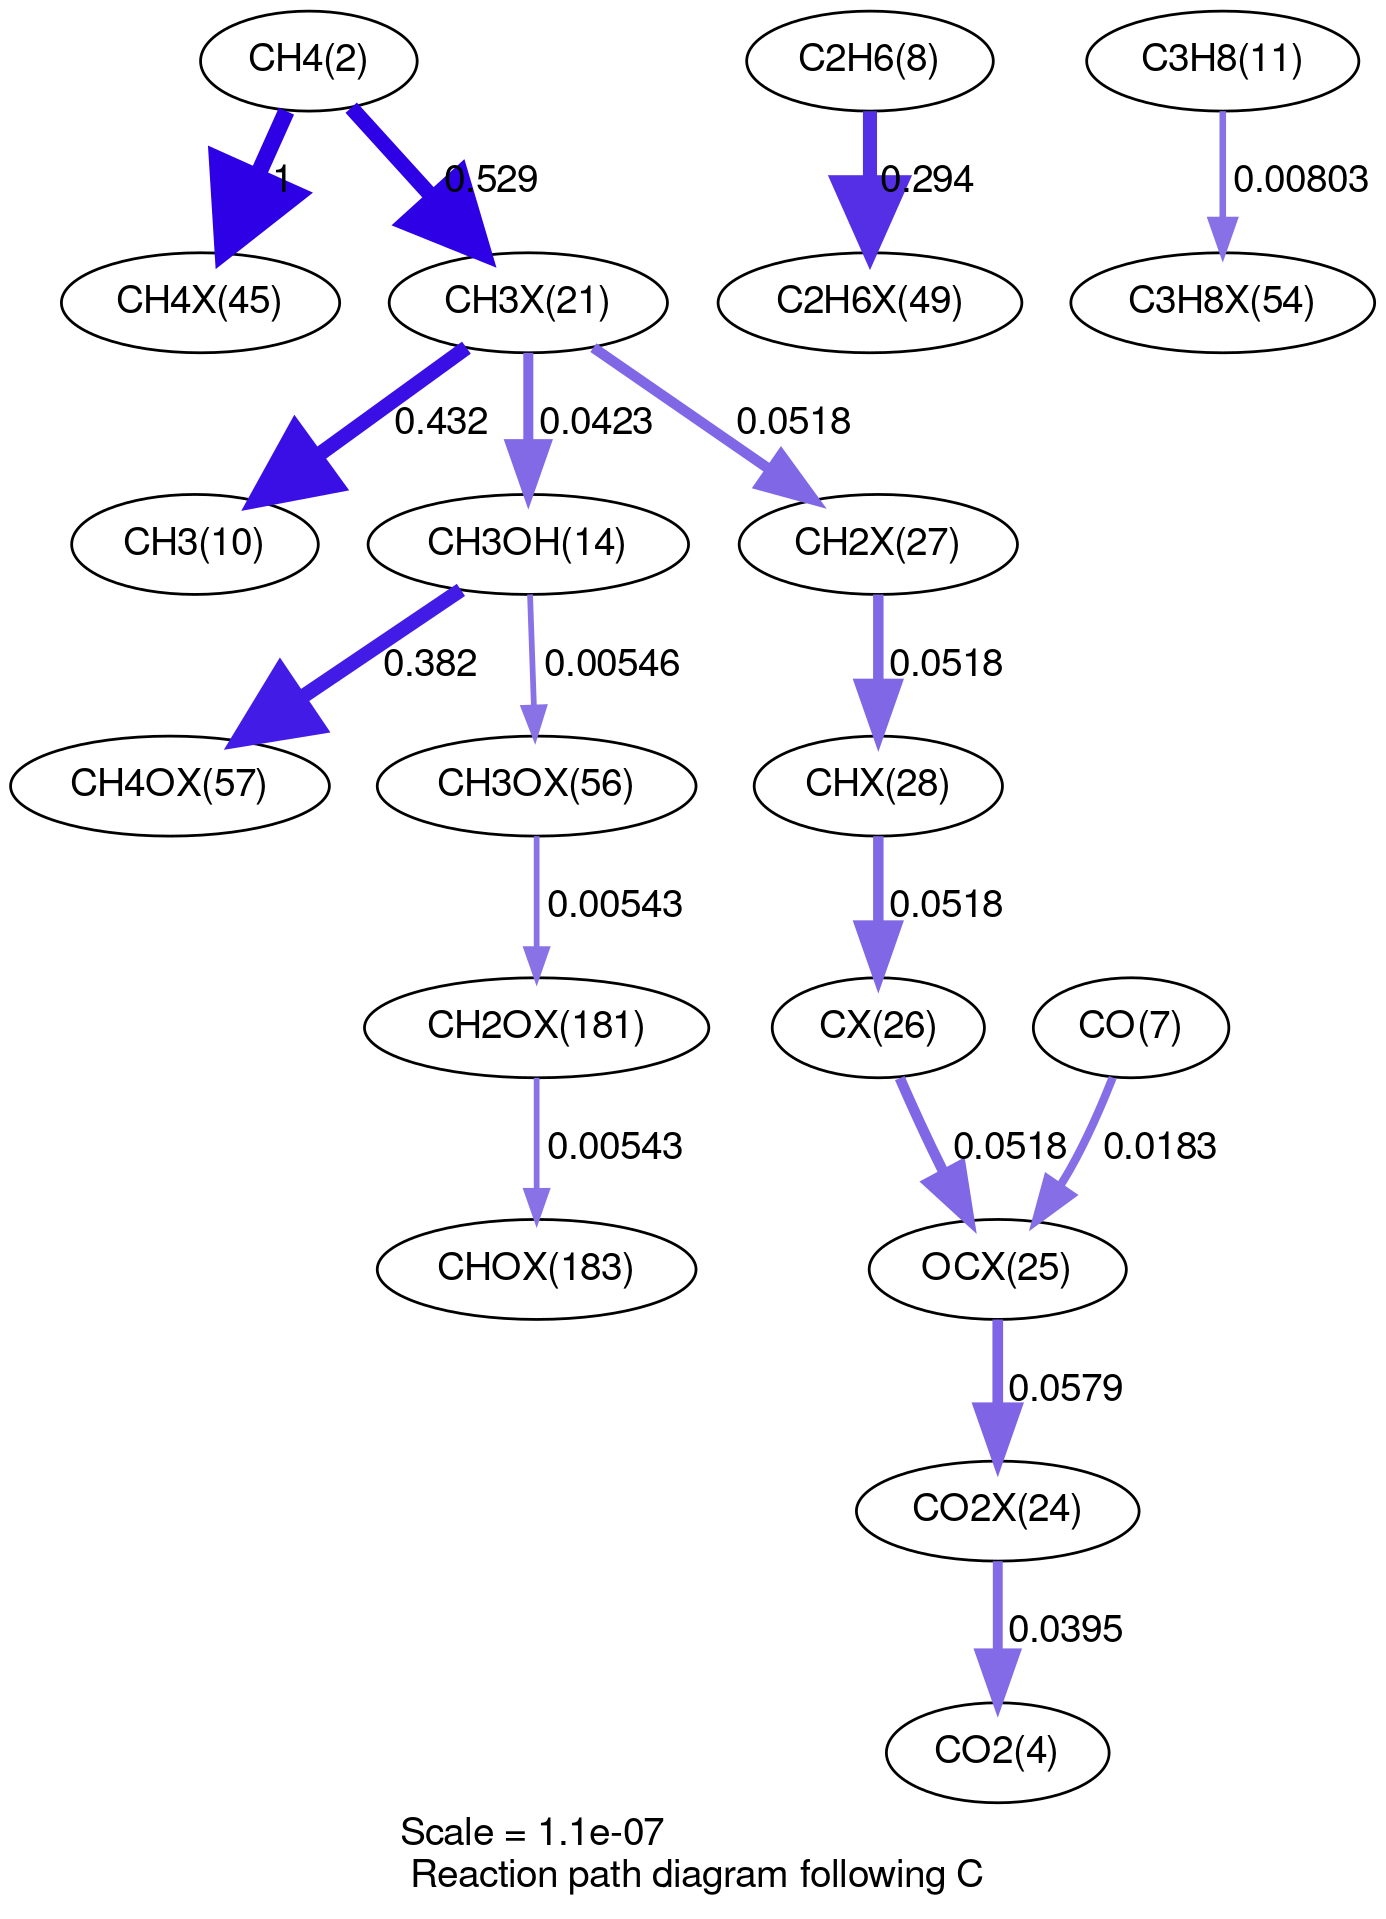 CH4(2)
C2H6(8)
C3H8(11)
1
0.529
0.294
0.00803
CH4X(45)
CH3X(21)
C2H6X(49)
C3H8X(54)
0.432
0.0423
0.0518
CH3(10)
CH3OH(14)
CH2X(27)
0.382
0.00546
0.0518
CH4OX(57)
CH3OX(56)
CHX(28)
0.00543
0.0518
CH2OX(181)
CX(26)
CO(7)
0.00543
0.0518
0.0183
CHOX(183)
OCX(25)
0.0579
CO2X(24)
0.0395
CO2(4)
Scale = 1.1e-07
Reaction path diagram following C